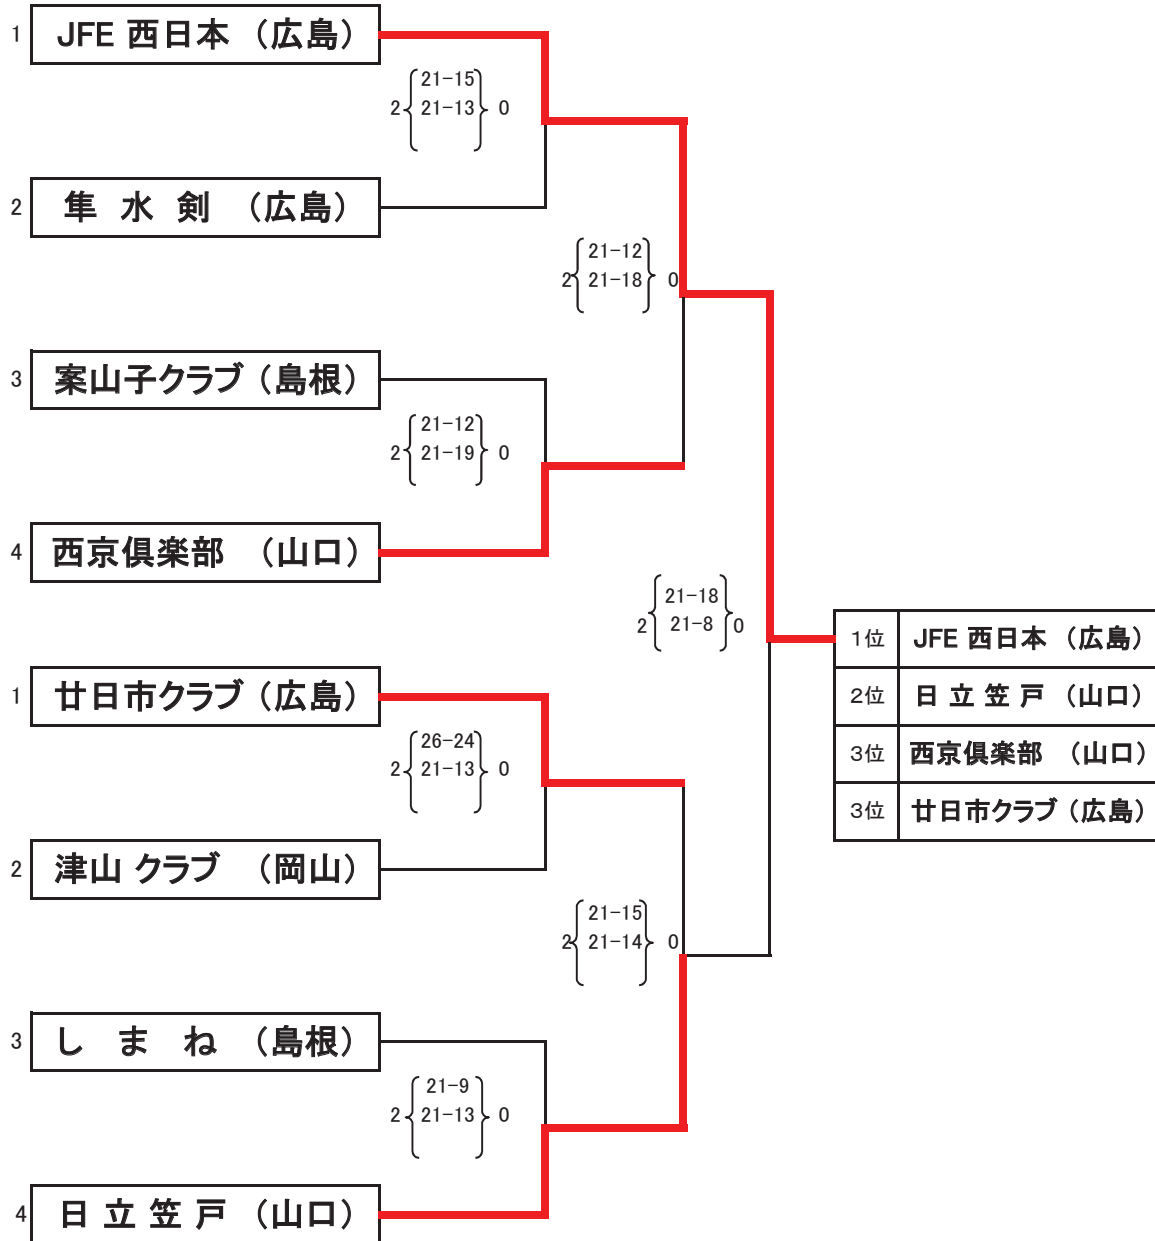 1 JFE 西日本 （広島）
21-15
2 21-13 0
2 隼 水 剣 （広島）
21-12
2 21-18 0
3 案山子クラブ（島根）
21-12
2 21-19 0
4 西京倶楽部 （山口）
21-18
2 21-8 0
1位 JFE 西日本 （広島）
2位 日 立 笠 戸 （山口）
3位 西京倶楽部 （山口）
3位 廿日市クラブ（広島）
1 廿日市クラブ（広島）
26-24
2 21-13 0
2 津山 クラブ （岡山）
21-15
2 21-14 0
3 し ま ね （島根）
21-9
2 21-13 0
4 日 立 笠 戸 （山口）